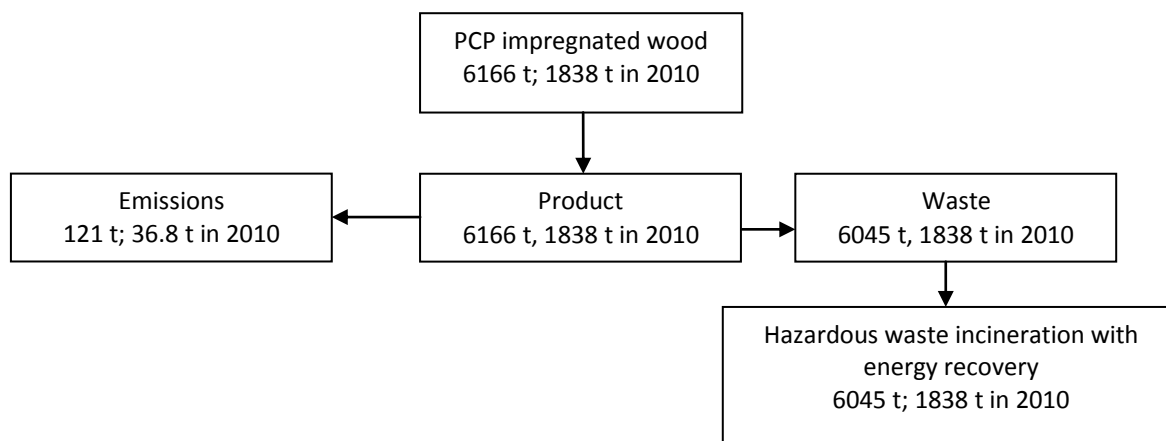 PCP impregnated wood
6166 t; 1838 t in 2010
Emissions
121 t; 36.8 t in 2010
Product
6166 t, 1838 t in 2010
Waste
6045 t, 1838 t in 2010
Hazardous waste incineration with
energy recovery
6045 t; 1838 t in 2010